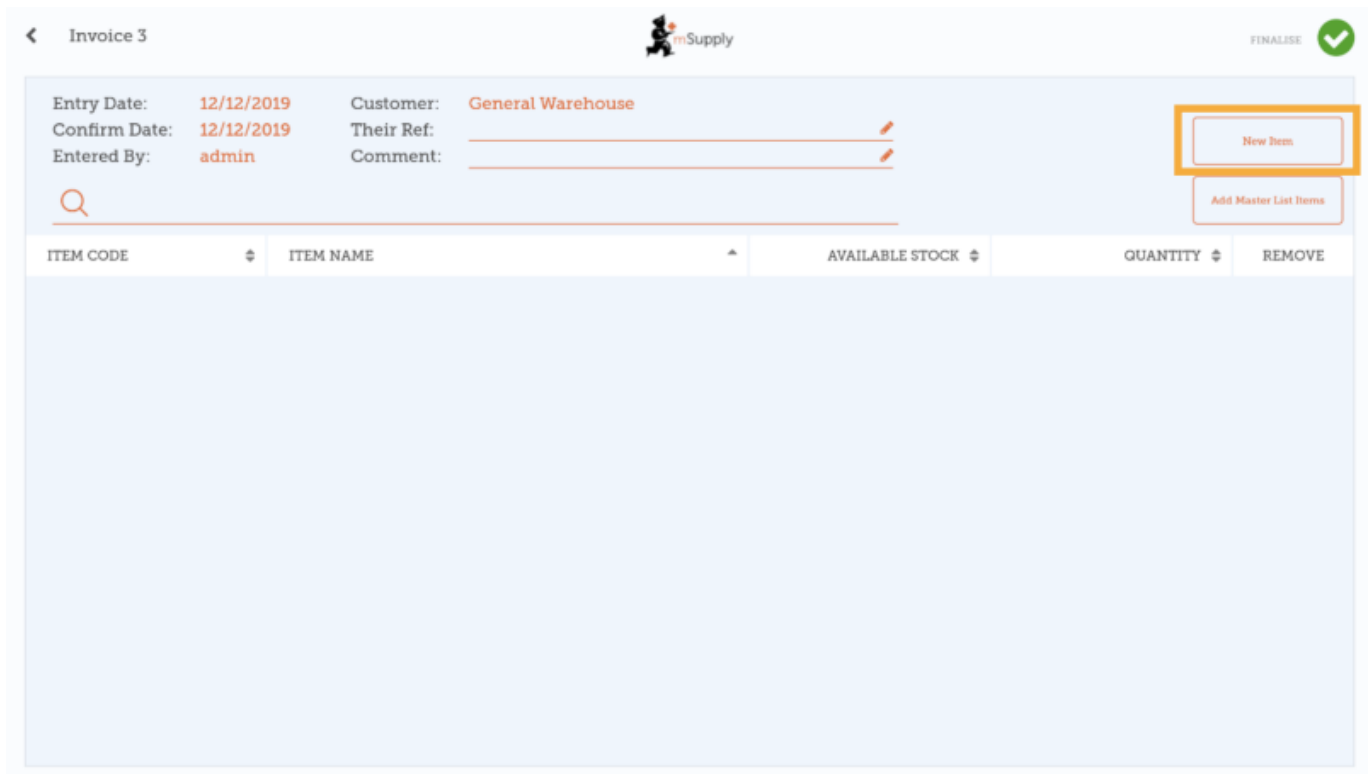 Invoice 3
mSupply
FINALISE
Entry Date: 12/12/2019 Customer: General Warehouse
Confirm Date: 12/12/2019 Their Ref:
Entered By: admin Comment:
New Item
Add Master List Items
ITEM CODE ITEM NAME AVAILABLE STOCK QUANTITY REMOVE